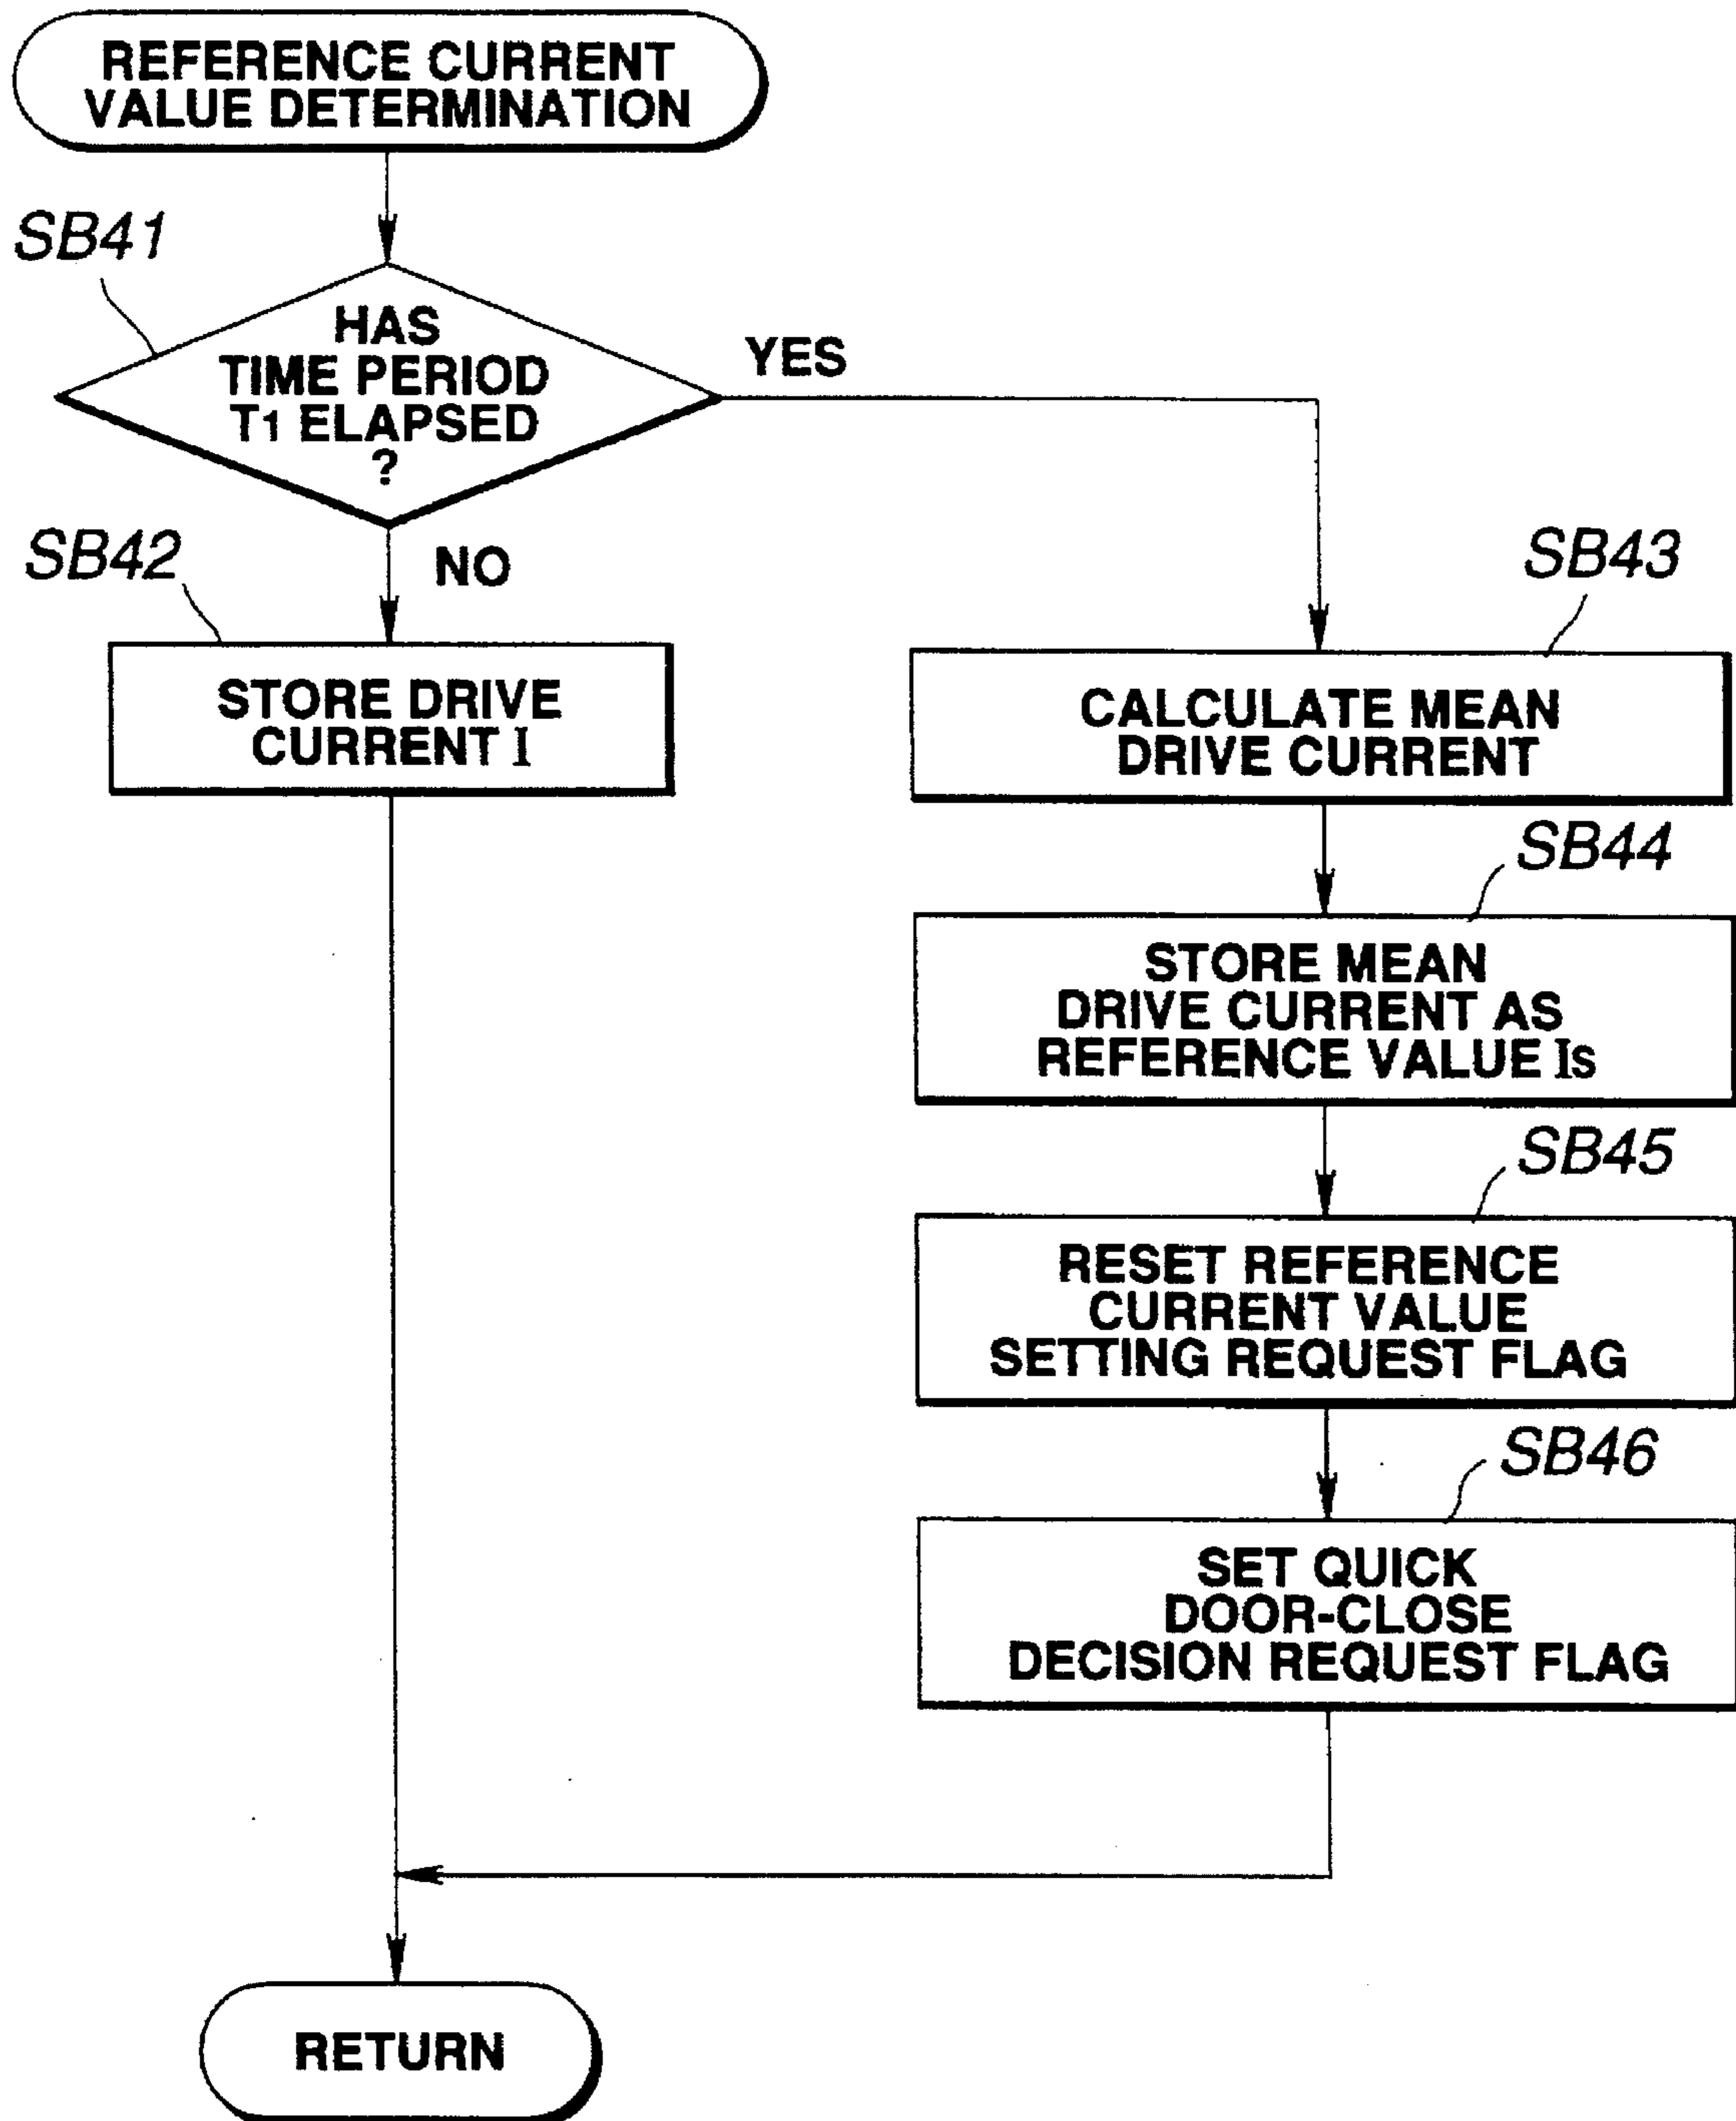 REFERENCE CURRENT
VALUE DETERMINATION
SB41
HAS
TIME PERIOD
T1 ELAPSED
?
YES
SB42
NO
STORE DRIVE
CURRENT I
SB43
CALCULATE MEAN
DRIVE CURRENT
SB44
STORE MEAN
DRIVE CURRENT AS
REFERENCE VALUE Is
SB45
RESET REFERENCE
CURRENT VALUE
SETTING REQUEST FLAG
SB46
SET QUICK
DOOR-CLOSE
DECISION REQUEST FLAG
RETURN